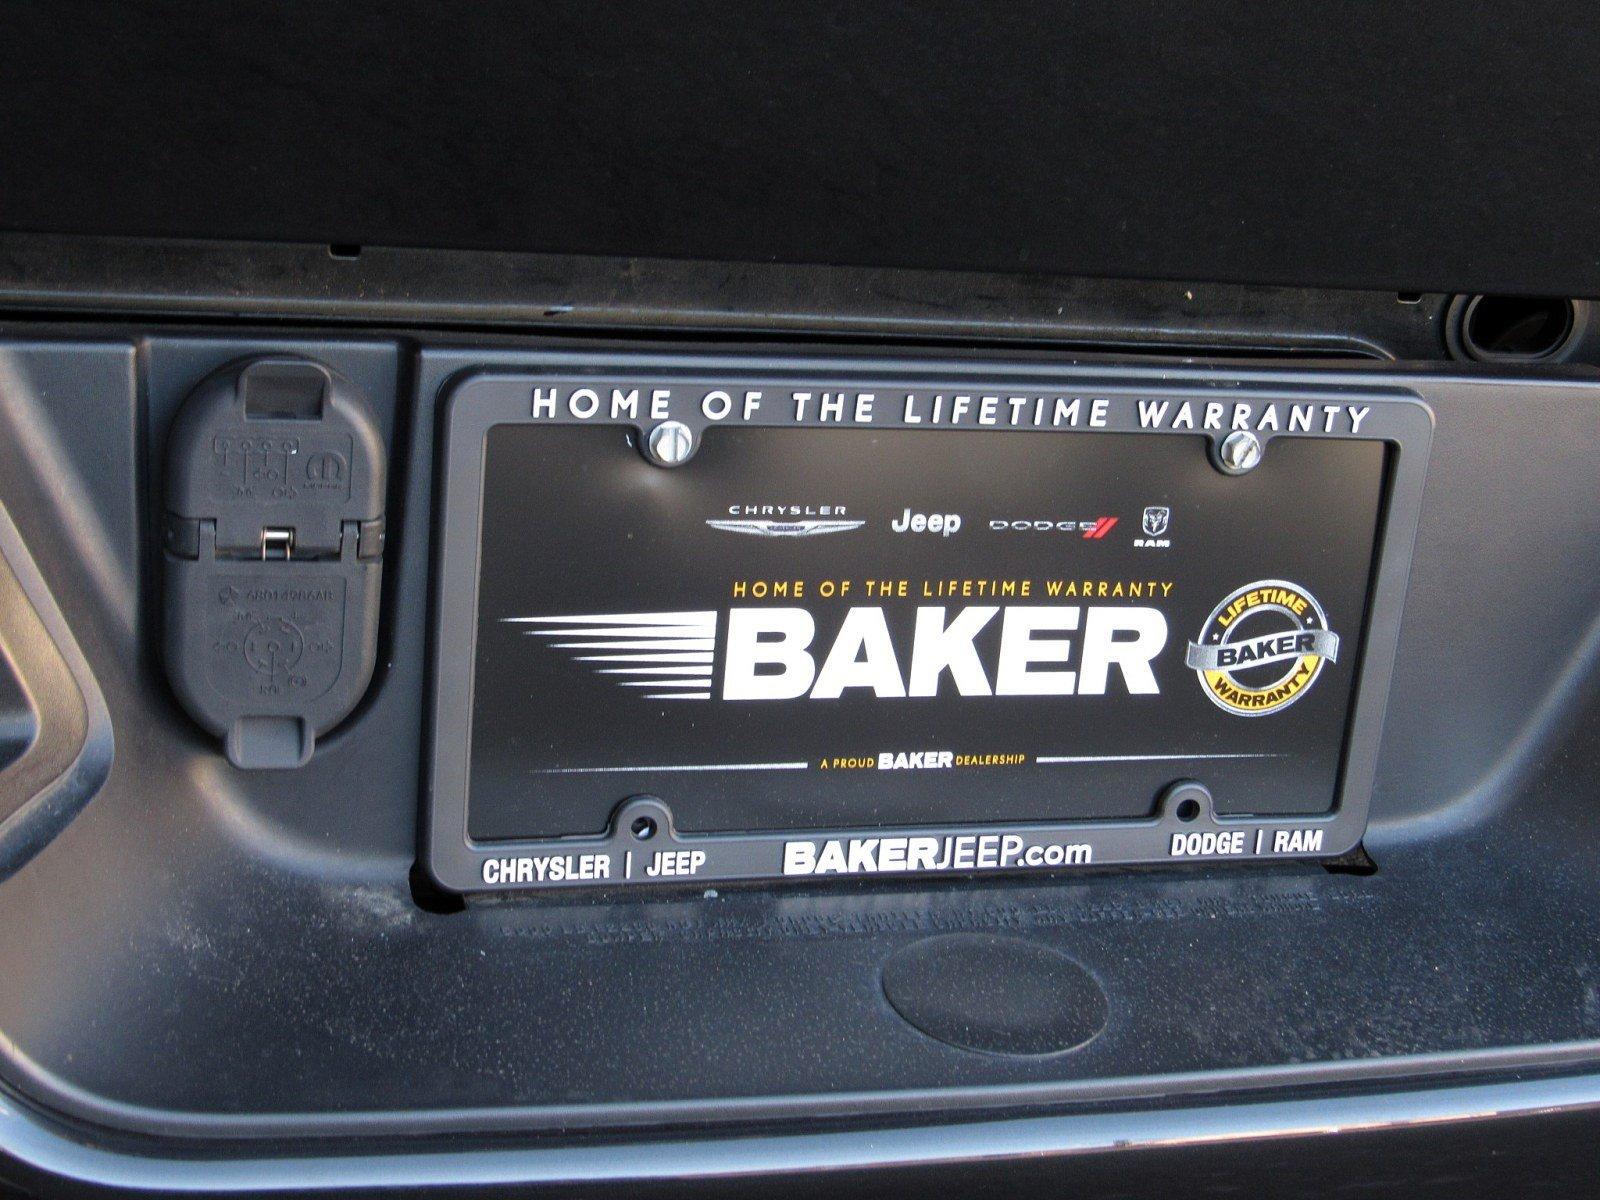 HOME OF THE LIFETIME WARRANTY
CHRYSLER Jeep DODGE RAM
HOME OF THE LIFETIME WARRANTY
BAKER
LIFETIME
BAKER
WARRANTY
A PROUD BAKER DEALERSHIP
CHRYSLER | JEEP BAKERJEEP.com DODGE | RAM
68014986AB